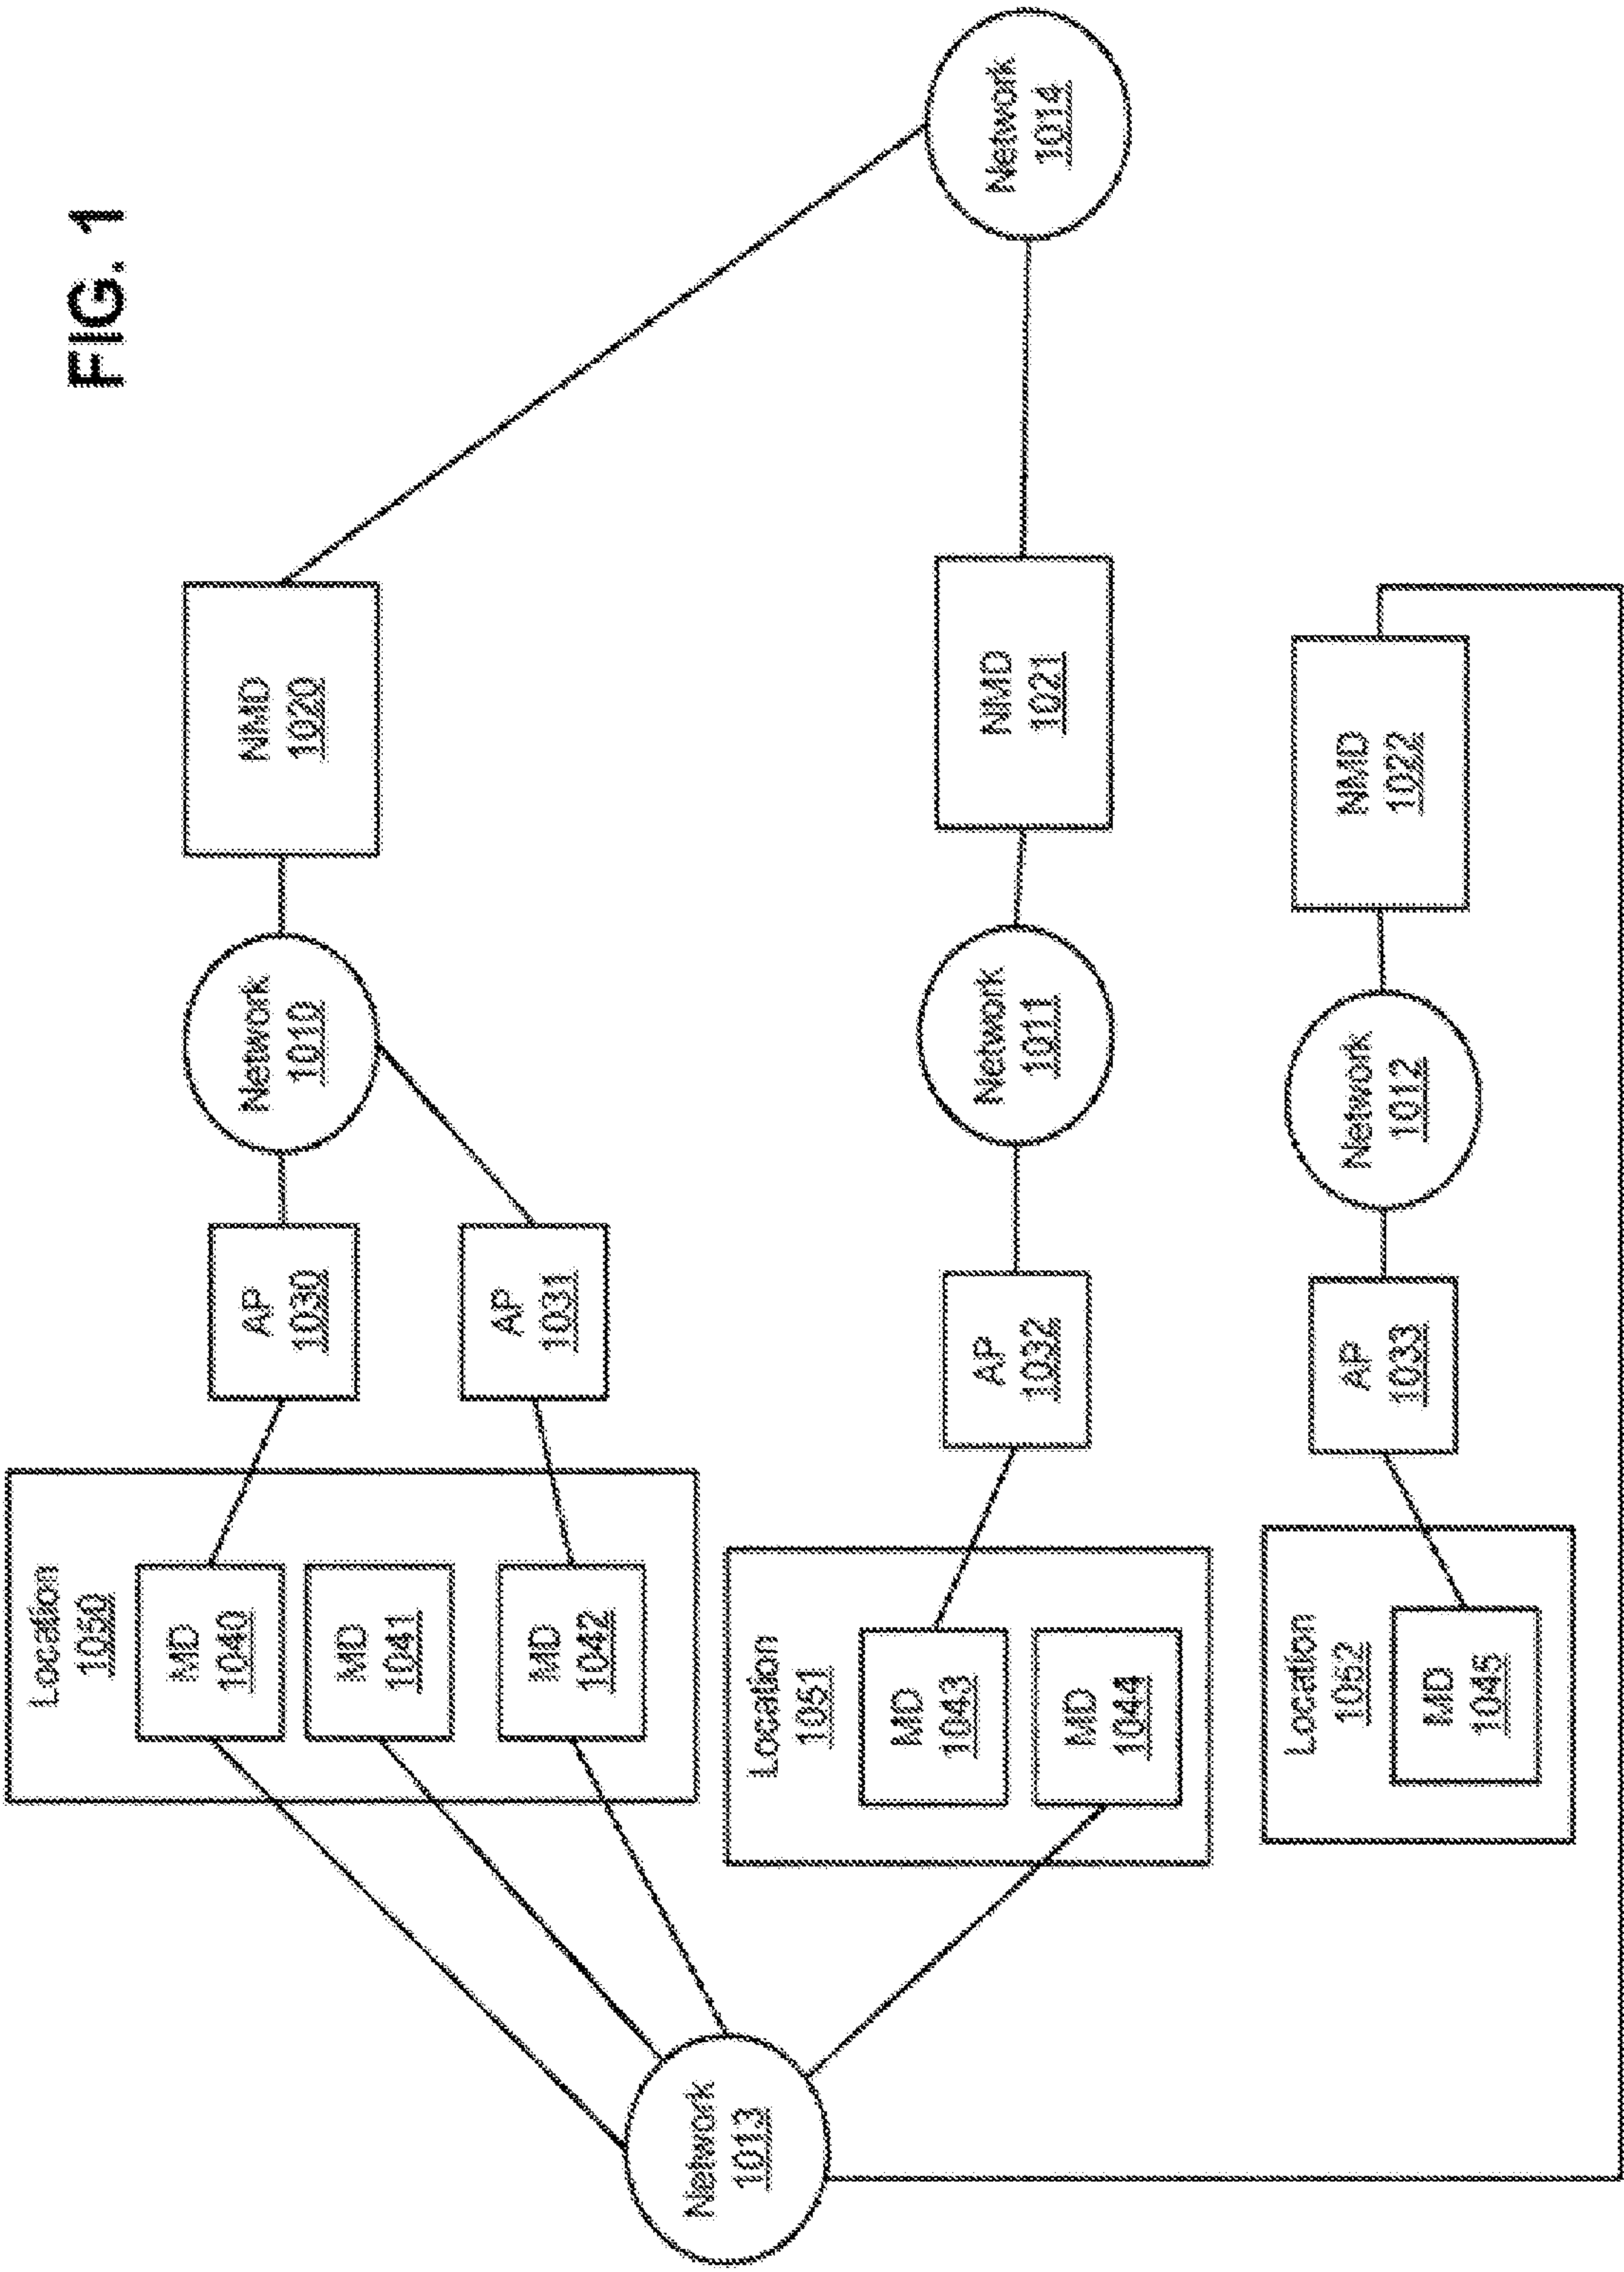 FIG. 1
Location
1050
MD
1040
MD
1041
MD
1042
AP
1030
AP
1031
Network
1010
NMD
1020
Network
1013
Location
1051
MD
1043
MD
1044
AP
1032
Network
1011
NMD
1021
Network
1014
Location
1052
MD
1045
AP
1033
Network
1012
NMD
1022